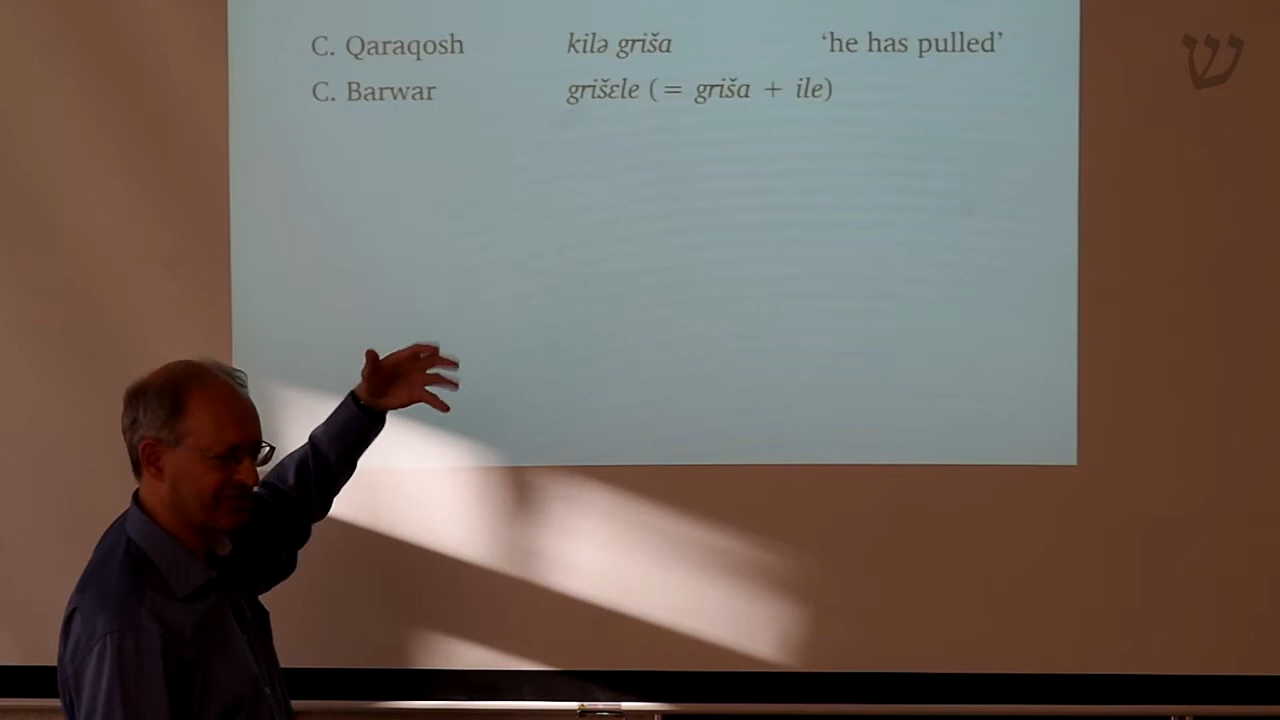 C. Qaraqosh kilə griša ‘he has pulled’
C. Barwar grišɛle (= griša + ile)
ש